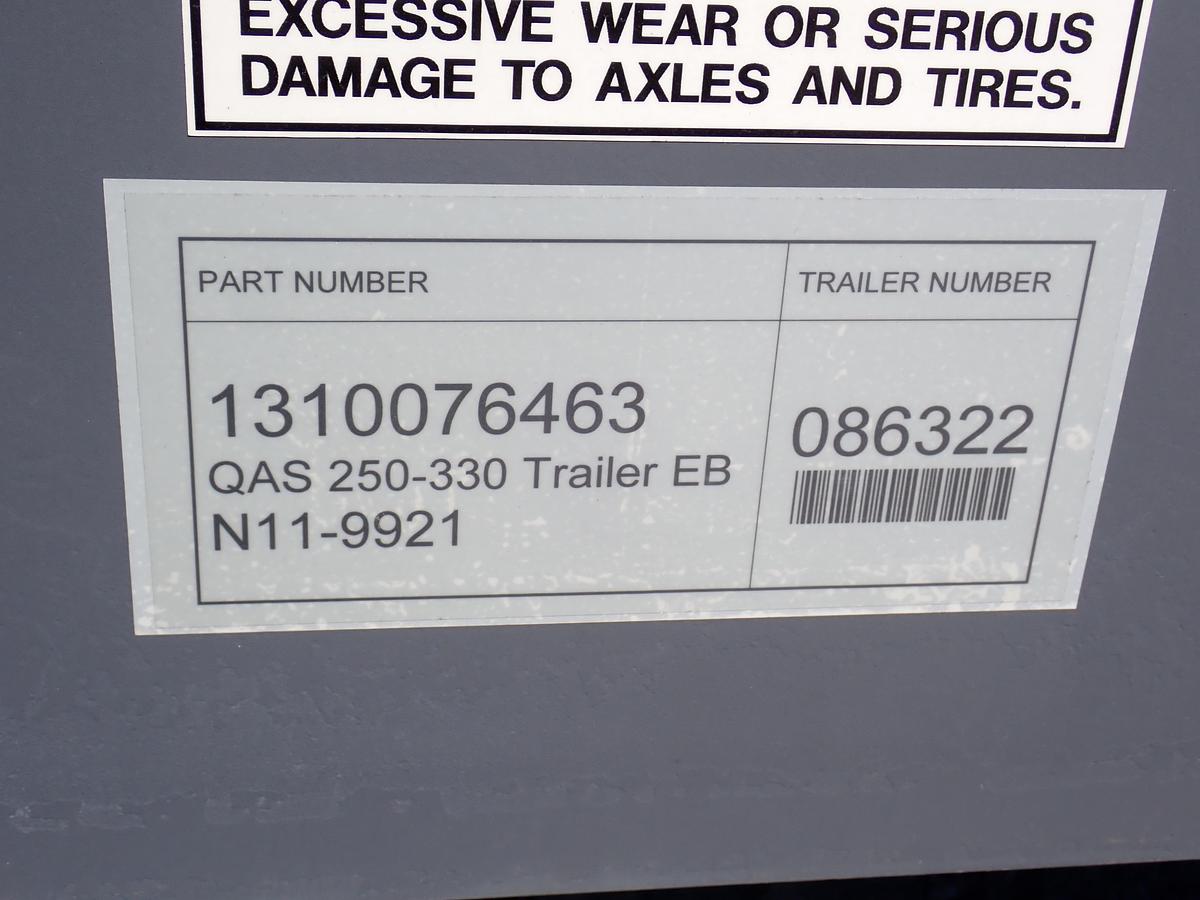 EXCESSIVE WEAR OR SERIOUS
DAMAGE TO AXLES AND TIRES.
PART NUMBER
TRAILER NUMBER
1310076463
QAS 250-330 Trailer EB
N11-9921
086322